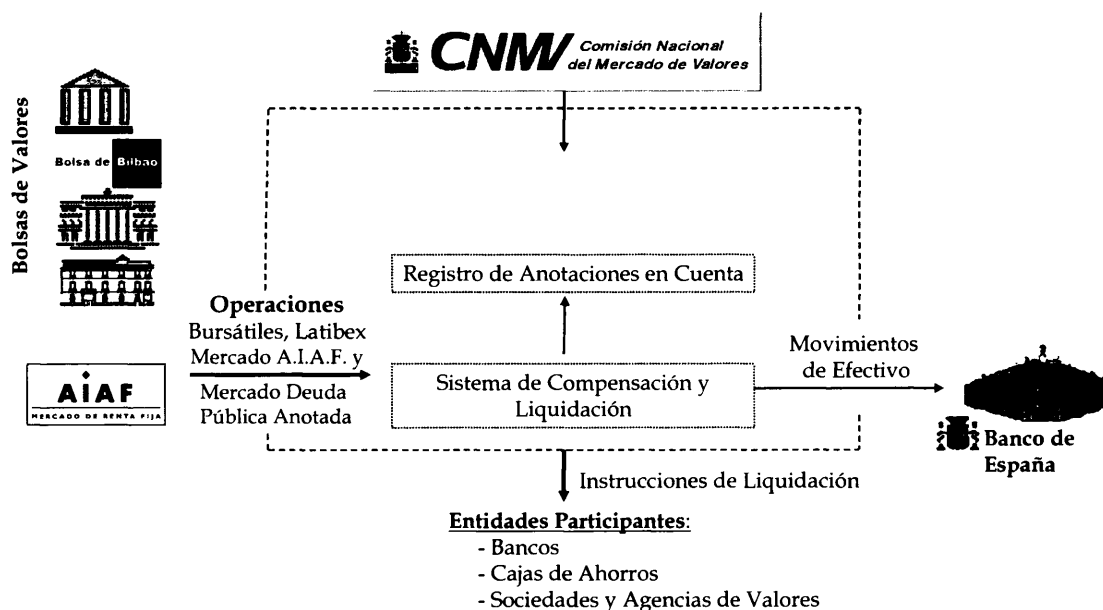 CNMV Comisión Nacional
del Mercado de Valores
Bolsas de Valores
Bolsa de Bilbao
Registro de Anotaciones en Cuenta
Operaciones
Bursátiles, Latibex
Mercado A.I.A.F. y
Mercado Deuda
Pública Anotada
AIAF
MERCADO DE RENTA FIJA
Sistema de Compensación y
Liquidación
Movimientos
de Efectivo
Banco de
España
Instrucciones de Liquidación
Entidades Participantes:
- Bancos
- Cajas de Ahorros
- Sociedades y Agencias de Valores